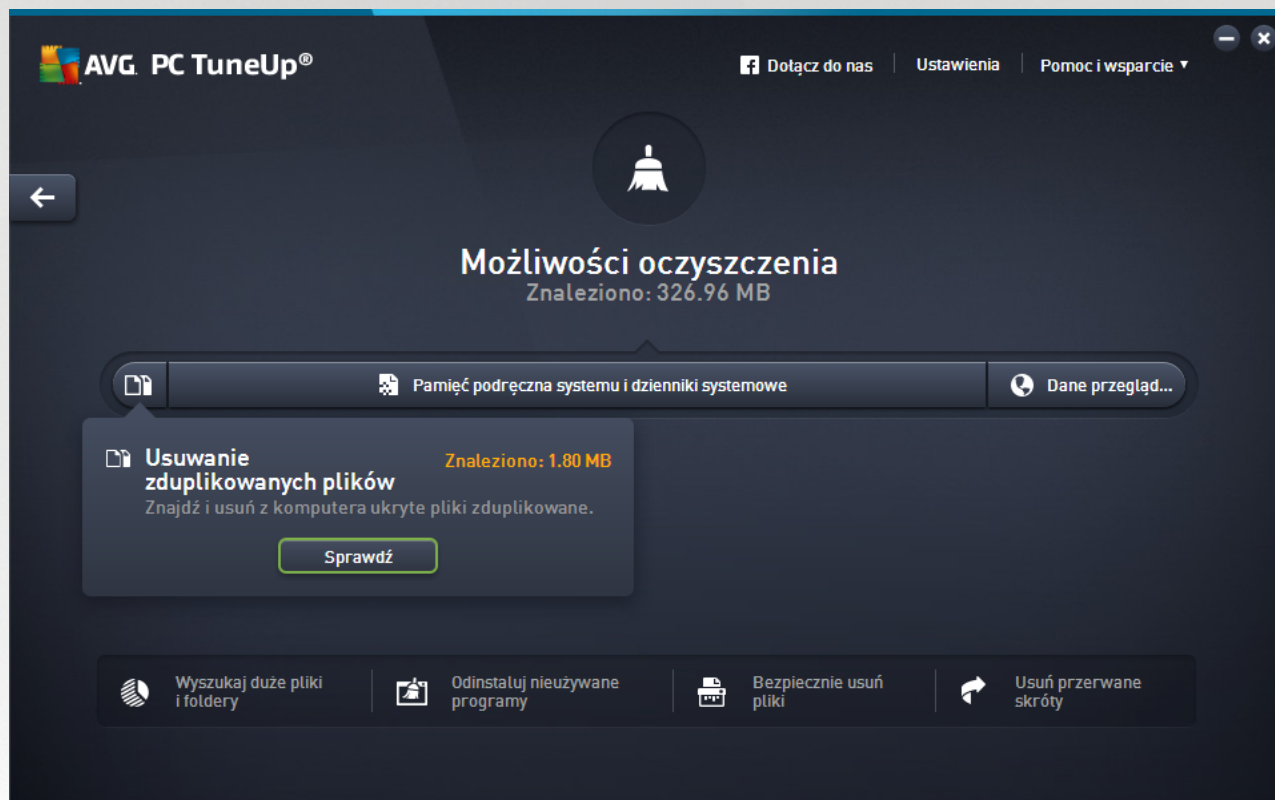 AVG. PC TuneUp®
Dołącz do nas
Ustawienia
Pomoc i wsparcie
Możliwości oczyszczenia
Znaleziono: 326.96 MB
Pamięć podręczna systemu i dzienniki systemowe
Dane przegląd...
Usuwanie
zduplikowanych plików
Znaleziono: 1.80 MB
Znajdź i usuń z komputera ukryte pliki zduplikowane.
Sprawdź
Wyszukaj duże pliki
i foldery
Odinstaluj nieużywane
programy
Bezpiecznie usuń
pliki
Usuń przerwane
skróty